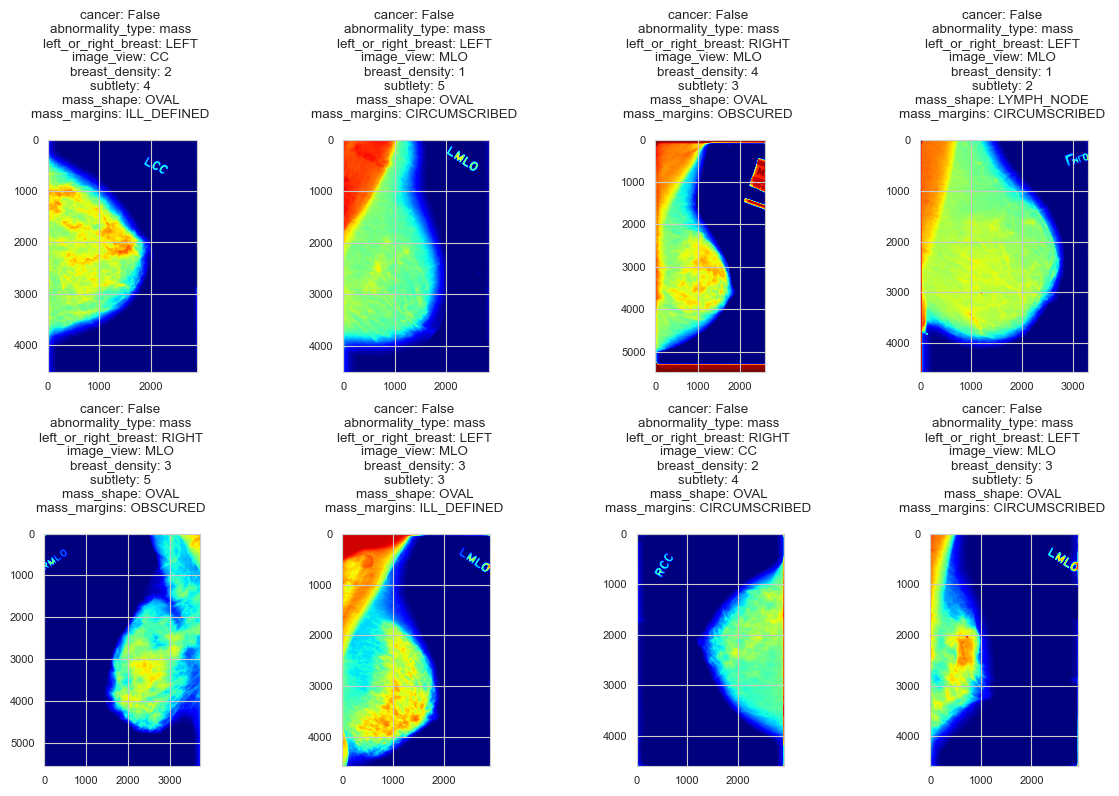 cancer: False
abnormality_type: mass
left_or_right_breast: LEFT
image_view: CC
breast_density: 2
subtlety: 4
mass_shape: OVAL
mass_margins: ILL_DEFINED
0
1000
2000
3000
4000
LCC
0
1000
2000
cancer: False
abnormality_type: mass
left_or_right_breast: LEFT
image_view: MLO
breast_density: 1
subtlety: 5
mass_shape: OVAL
mass_margins: CIRCUMSCRIBED
0
1000
2000
3000
4000
LMLO
0
1000
2000
cancer: False
abnormality_type: mass
left_or_right_breast: RIGHT
image_view: MLO
breast_density: 4
subtlety: 3
mass_shape: OVAL
mass_margins: OBSCURED
0
1000
2000
3000
4000
5000
0
1000
2000
cancer: False
abnormality_type: mass
left_or_right_breast: LEFT
image_view: MLO
breast_density: 1
subtlety: 2
mass_shape: LYMPH_NODE
mass_margins: CIRCUMSCRIBED
0
1000
2000
3000
4000
0
1000
2000
3000
cancer: False
abnormality_type: mass
left_or_right_breast: RIGHT
image_view: MLO
breast_density: 3
subtlety: 5
mass_shape: OVAL
mass_margins: OBSCURED
0
1000
2000
3000
4000
5000
RMLO
0
1000
2000
3000
cancer: False
abnormality_type: mass
left_or_right_breast: LEFT
image_view: MLO
breast_density: 3
subtlety: 3
mass_shape: OVAL
mass_margins: ILL_DEFINED
0
1000
2000
3000
4000
LMLO
0
1000
2000
cancer: False
abnormality_type: mass
left_or_right_breast: RIGHT
image_view: CC
breast_density: 2
subtlety: 4
mass_shape: OVAL
mass_margins: CIRCUMSCRIBED
0
1000
2000
3000
4000
RCC
0
1000
2000
cancer: False
abnormality_type: mass
left_or_right_breast: LEFT
image_view: MLO
breast_density: 3
subtlety: 5
mass_shape: OVAL
mass_margins: CIRCUMSCRIBED
0
1000
2000
3000
4000
LMLO
0
1000
2000